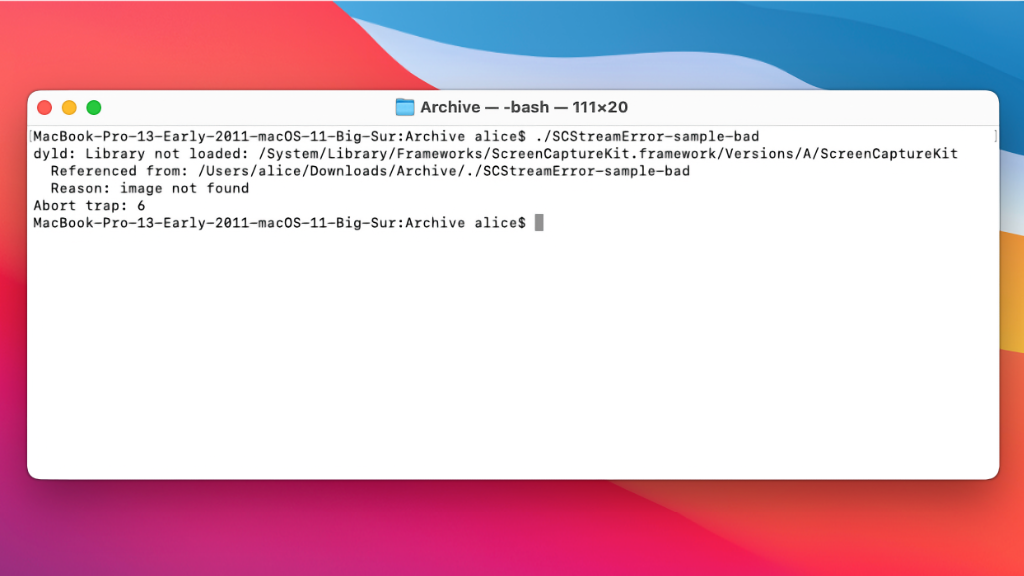 Archive — -bash — 111×20
[MacBook-Pro-13-Early-2011-macOS-11-Big-Sur:Archive alice$ ./SCStreamError-sample-bad ]
dyld: Library not loaded: /System/Library/Frameworks/ScreenCaptureKit.framework/Versions/A/ScreenCaptureKit
  Referenced from: /Users/alice/Downloads/Archive/./SCStreamError-sample-bad
  Reason: image not found
Abort trap: 6
MacBook-Pro-13-Early-2011-macOS-11-Big-Sur:Archive alice$